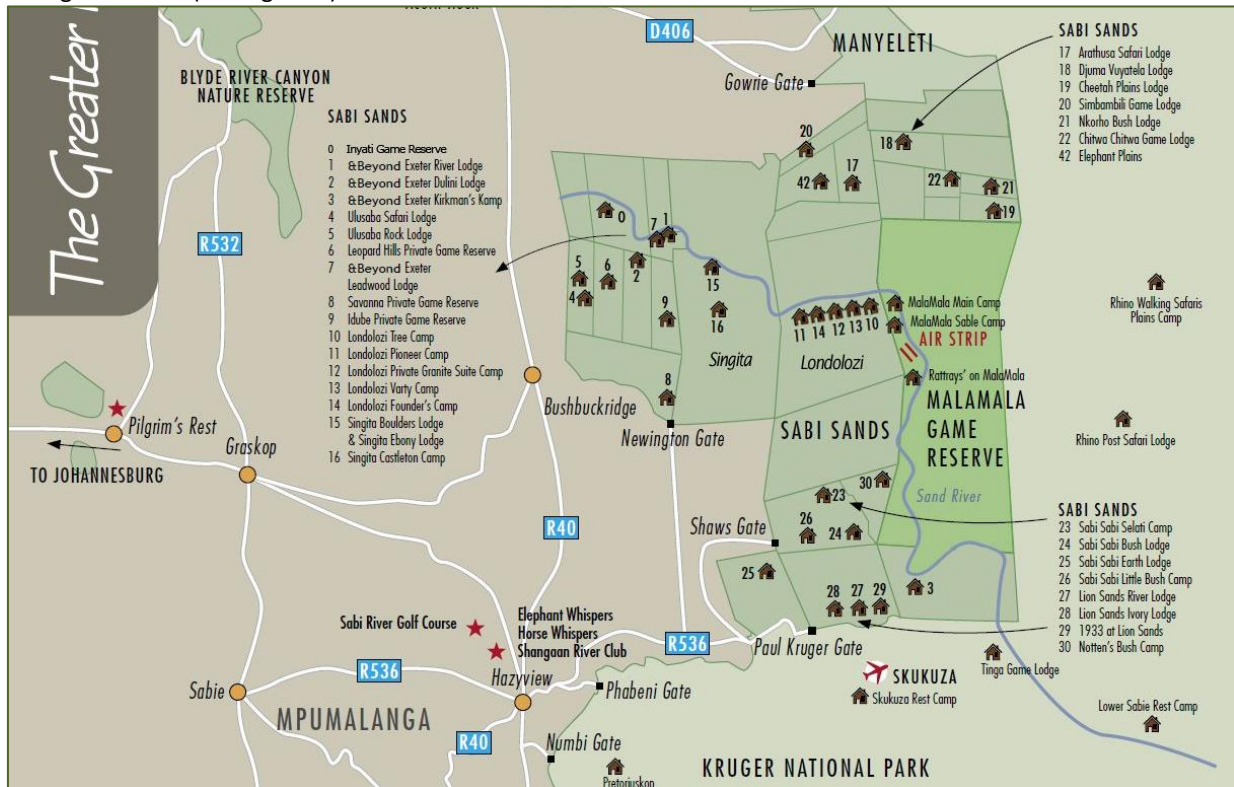 The Greater
BLYDE RIVER CANYON
NATURE RESERVE
D406
MANYELETI
Gowrie Gate
SABI SANDS
17 Arathusa Safari Lodge
18 Djuma Vuyatela Lodge
19 Cheetah Plains Lodge
20 Simbambili Game Lodge
21 Nkorho Bush Lodge
22 Chitwa Chitwa Game Lodge
42 Elephant Plains
SABI SANDS
0 Inyati Game Reserve
1 &Beyond Exeter River Lodge
2 &Beyond Exeter Dulini Lodge
3 &Beyond Exeter Kirkman's Kamp
4 Ulusaba Safari Lodge
5 Ulusaba Rock Lodge
6 Leopard Hills Private Game Reserve
7 &Beyond Exeter
Leadwood Lodge
8 Savanna Private Game Reserve
9 Idube Private Game Reserve
10 Londolozi Tree Camp
11 Londolozi Pioneer Camp
12 Londolozi Private Granite Suite Camp
13 Londolozi Varty Camp
14 Londolozi Founder's Camp
15 Singita Boulders Lodge
& Singita Ebony Lodge
16 Singita Castleton Camp
R532
20
18
42
17
22
21
19
0
7
1
2
5
6
4
15
9
16
8
11
14
12
13
10
Singita
Londolozi
MalaMala Main Camp
MalaMala Sable Camp
AIR STRIP
Rattrays' on MalaMala
MALAMALA
GAME
RESERVE
Rhino Walking Safaris
Plains Camp
Rhino Post Safari Lodge
Bushbuckridge
Newington Gate
SABI SANDS
Pilgrim's Rest
Graskop
TO JOHANNESBURG
R40
30
23
26
24
Sand River
Shaws Gate
25
28
27
29
3
SABI SANDS
23 Sabi Sabi Selati Camp
24 Sabi Sabi Bush Lodge
25 Sabi Sabi Earth Lodge
26 Sabi Sabi Little Bush Camp
27 Lion Sands River Lodge
28 Lion Sands Ivory Lodge
29 1933 at Lion Sands
30 Notten's Bush Camp
Sabi River Golf Course
Elephant Whispers
Horse Whispers
Shangaan River Club
R536
Paul Kruger Gate
Hazyview
R536
Sabie
Phabeni Gate
SKUKUZA
Skukuza Rest Camp
Tinga Game Lodge
Lower Sabie Rest Camp
MPUMALANGA
R40
Numbi Gate
Pretoriuskop
KRUGER NATIONAL PARK